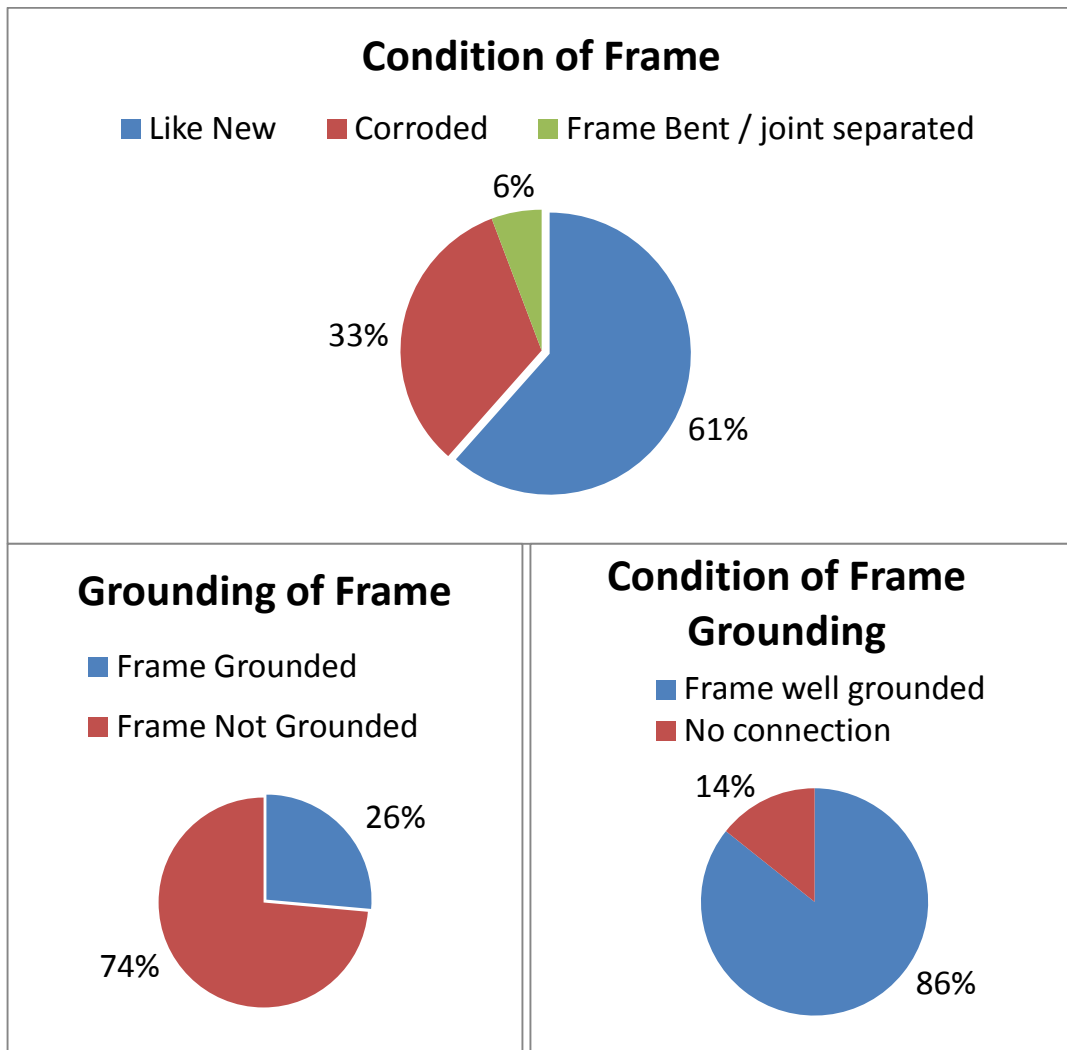 Condition of Frame
Like New Corroded Frame Bent / joint separated
6%
33%
61%
Grounding of Frame
Frame Grounded
Frame Not Grounded
26%
74%
Condition of Frame
Grounding
Frame well grounded
No connection
14%
86%